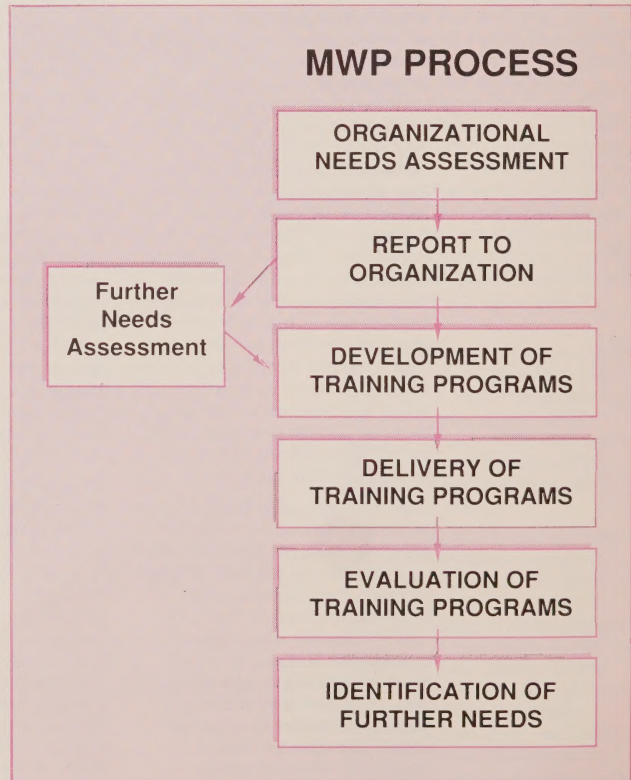 MWP PROCESS
ORGANIZATIONAL
NEEDS ASSESSMENT
REPORT TO
ORGANIZATION
Further
Needs
Assessment
DEVELOPMENT OF
TRAINING PROGRAMS
DELIVERY OF
TRAINING PROGRAMS
EVALUATION OF
TRAINING PROGRAMS
IDENTIFICATION OF
FURTHER NEEDS